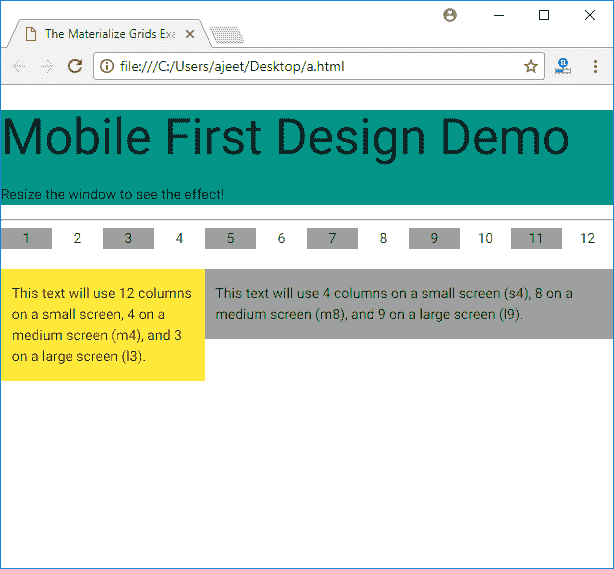 The Materialize Grids Exa
file:///C:/Users/ajeet/Desktop/a.html
Mobile First Design Demo
Resize the window to see the effect!
1 2 3 4 5 6 7 8 9 10 11 12
This text will use 12 columns
on a small screen, 4 on a
medium screen (m4), and 3
on a large screen (l3).
This text will use 4 columns on a small screen (s4), 8 on a
medium screen (m8), and 9 on a large screen (l9).